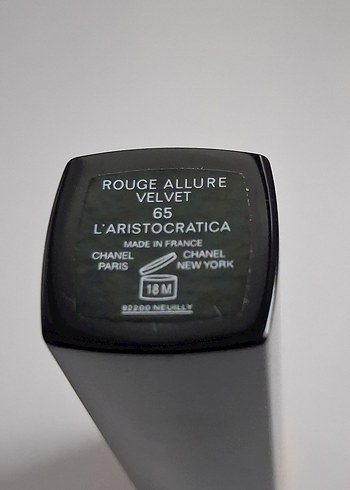 ROUGE ALLURE
VELVET
65
L'ARISTOCRATICA
MADE IN FRANCE
CHANEL
PARIS
CHANEL
NEW YORK
18 M
92200 NEUILLY